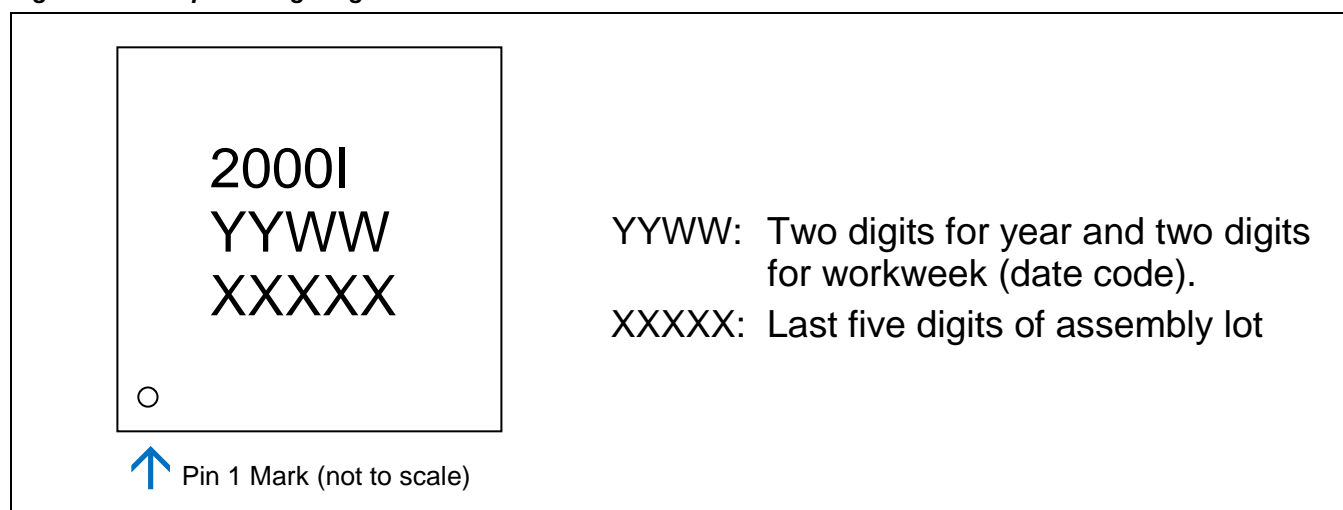 2000I
YYWW
XXXXX
YYWW: Two digits for year and two digits
for workweek (date code).
XXXXX: Last five digits of assembly lot
Pin 1 Mark (not to scale)